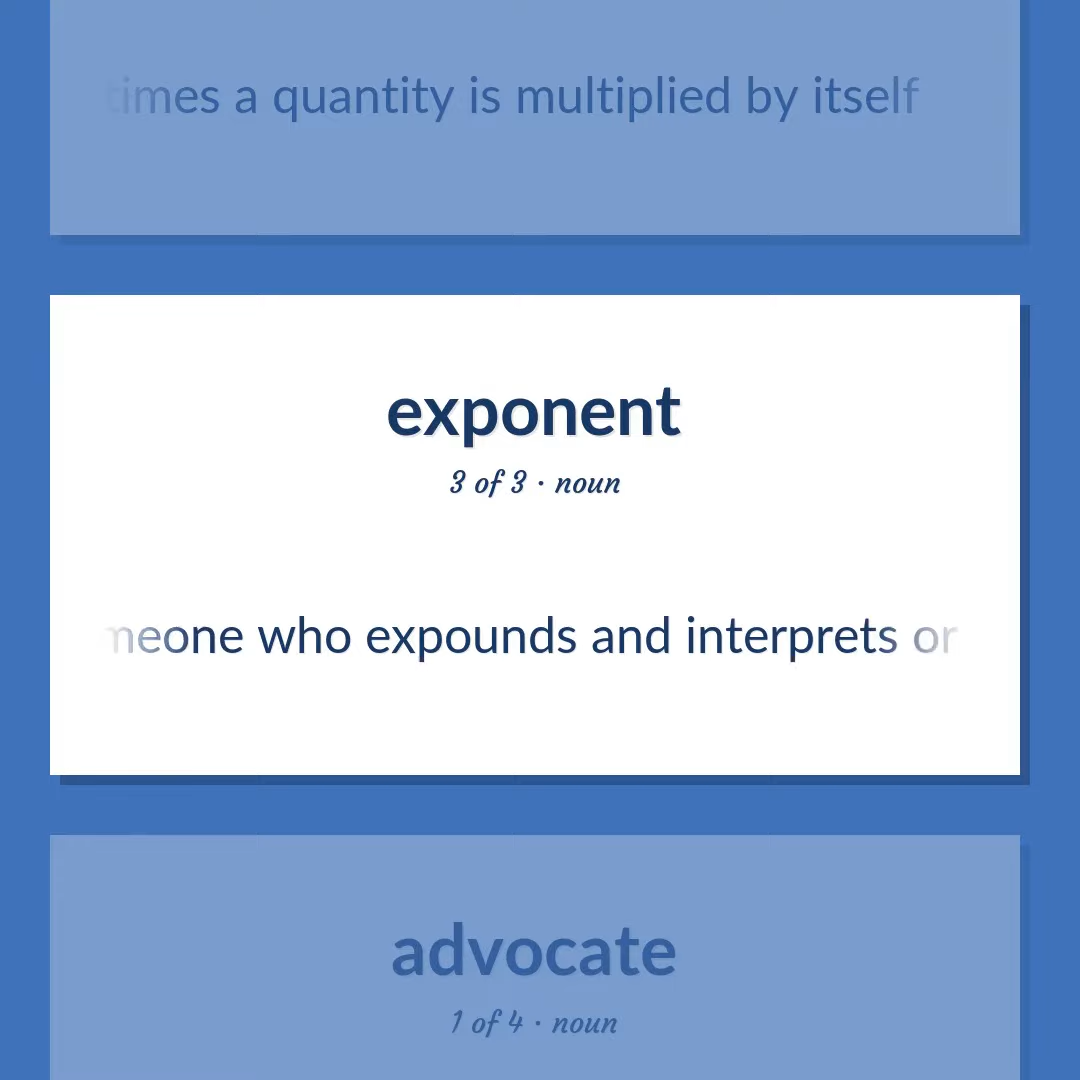 times a quantity is multiplied by itself
exponent
3 of 3 · noun
meone who expounds and interprets or
advocate
1 of 4 · noun